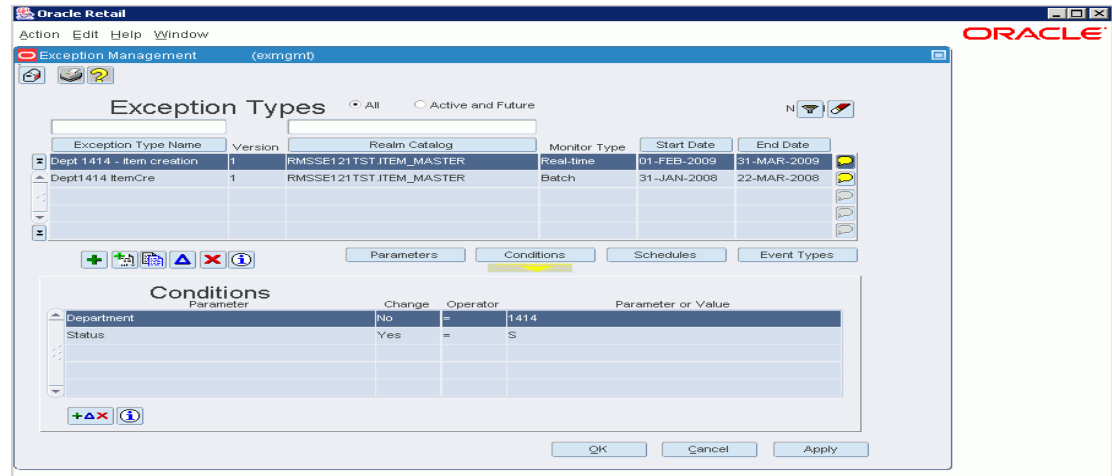 Oracle Retail
Action Edit Help Window
ORACLE
Exception Management (exmgmt)
Exception Types All Active and Future N
Exception Type Name Version Realm Catalog Monitor Type Start Date End Date
Dept 1414 - item creation 1 RMSSE121TST.ITEM_MASTER Real-time 01-FEB-2009 31-MAR-2009
Dept1414 ItemCre 1 RMSSE121TST.ITEM_MASTER Batch 31-JAN-2008 22-MAR-2008
Parameters Conditions Schedules Event Types
Conditions
Parameter Change Operator Parameter or Value
Department No = 1414
Status Yes = S
OK Cancel Apply